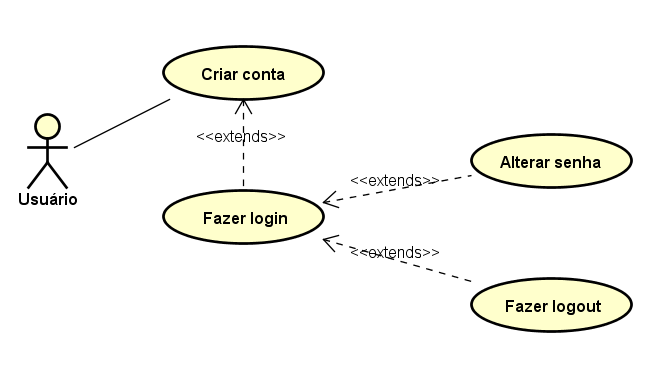 Criar conta
<<extends>>
Alterar senha
<<extends>>
Usuário
Fazer login
<<extends>>
Fazer logout